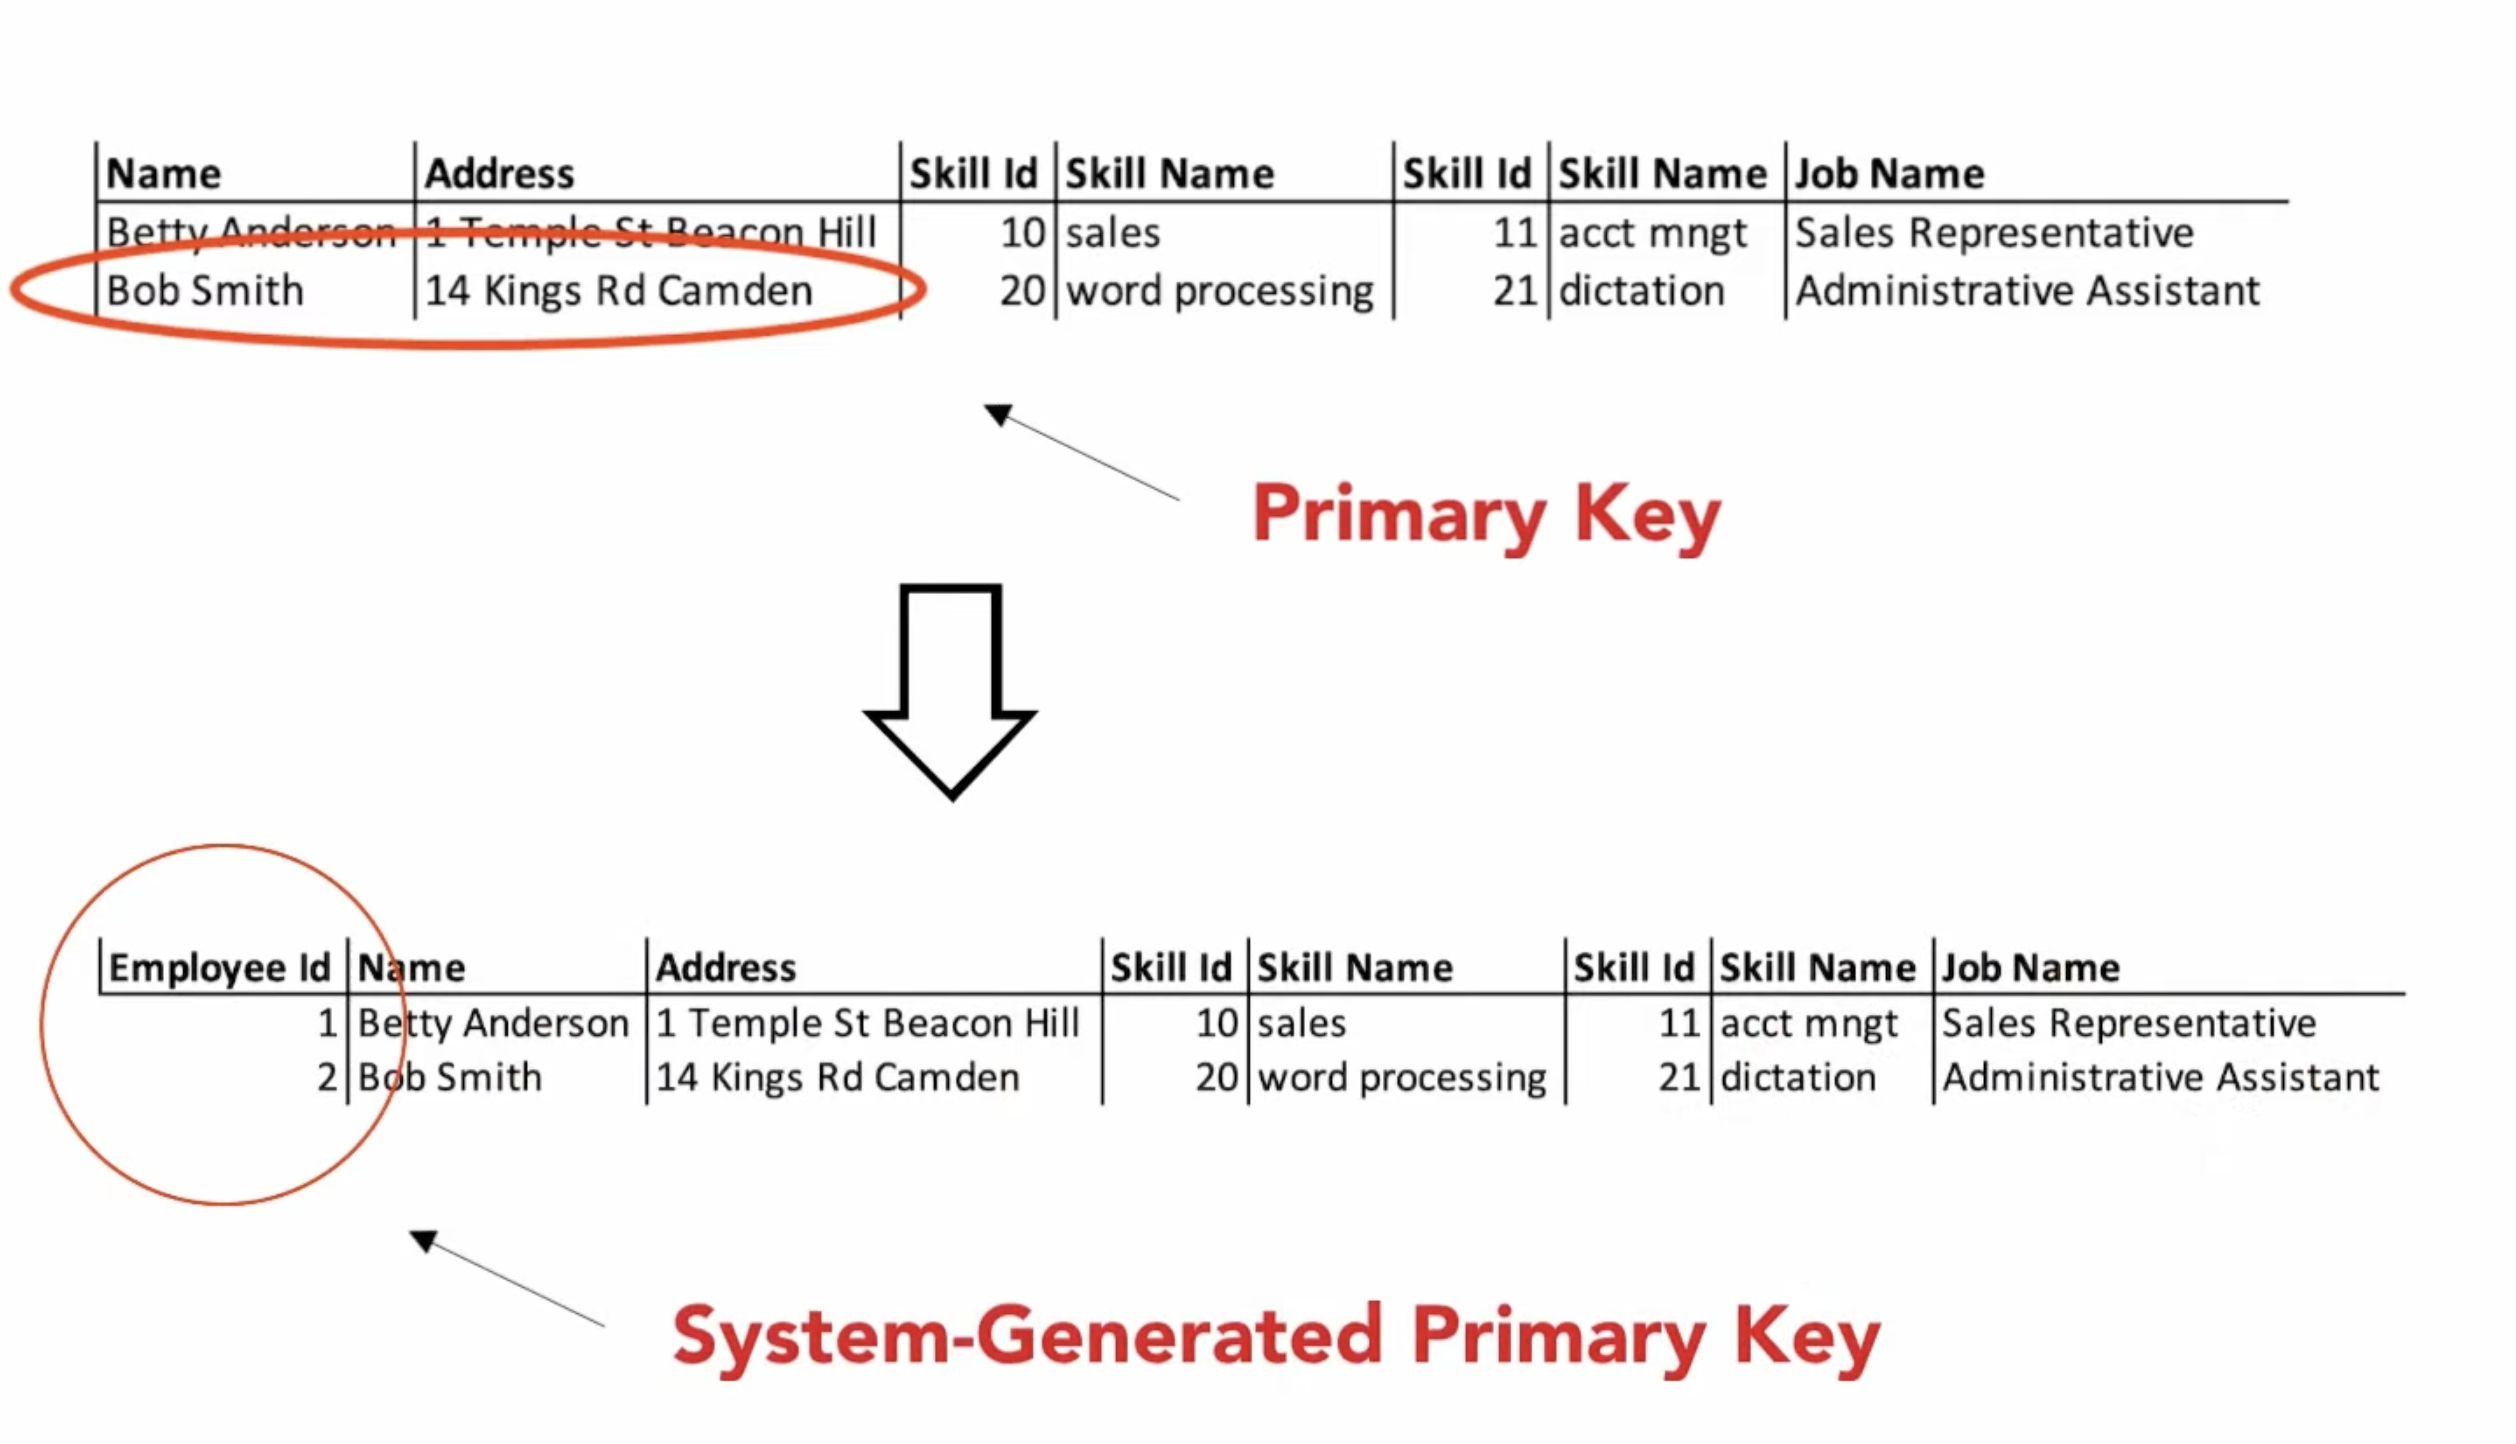 Name Address Skill Id Skill Name Skill Id Skill Name Job Name
Betty Anderson 1 Temple St Beacon Hill 10 sales 11 acct mngt Sales Representative
Bob Smith 14 Kings Rd Camden 20 word processing 21 dictation Administrative Assistant
Primary Key
Employee Id Name Address Skill Id Skill Name Skill Id Skill Name Job Name
1 Betty Anderson 1 Temple St Beacon Hill 10 sales 11 acct mngt Sales Representative
2 Bob Smith 14 Kings Rd Camden 20 word processing 21 dictation Administrative Assistant
System-Generated Primary Key